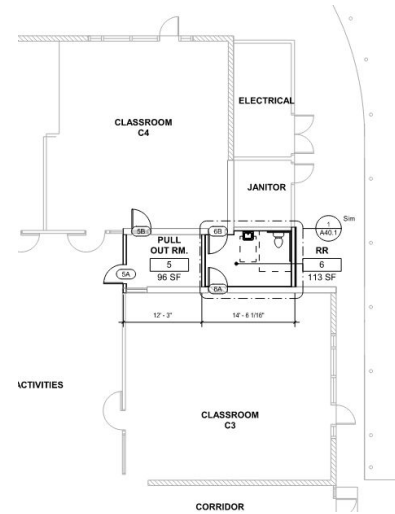 CLASSROOM
C4
ELECTRICAL
JANITOR
1
A40.1
Sim
5B
6B
PULL
OUT RM.
5
96 SF
RR
6
113 SF
5A
6A
12' - 3"
14' - 6 1/16"
ACTIVITIES
CLASSROOM
C3
CORRIDOR